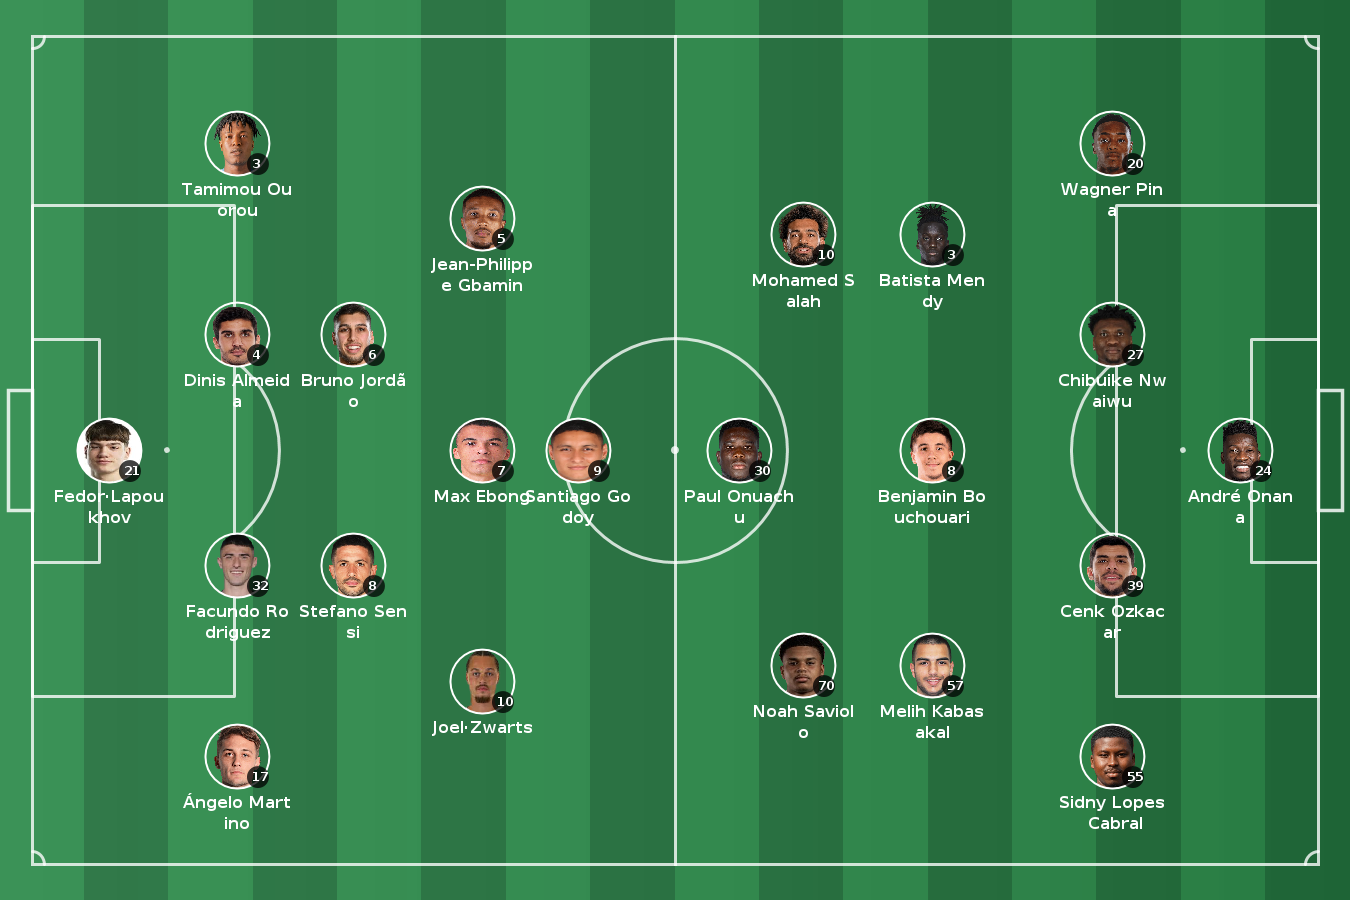 3
Tamimou Ou
orou
20
Wagner Pin
a
5
Jean-Philipp
e Gbamin
10
Mohamed S
alah
3
Batista Men
dy
4
Dinis Almeid
a
6
Bruno Jordã
o
27
Chibuike Nw
aiwu
21
Fedor·Lapou
khov
7
Max Ebong
9
Santiago Go
doy
30
Paul Onuach
u
8
Benjamin Bo
uchouari
24
André Onan
a
32
Facundo Ro
driguez
8
Stefano Sen
si
39
Cenk Ozkac
ar
10
Joel·Zwarts
70
Noah Saviol
o
57
Melih Kabas
akal
17
Ángelo Mart
ino
55
Sidny Lopes
Cabral